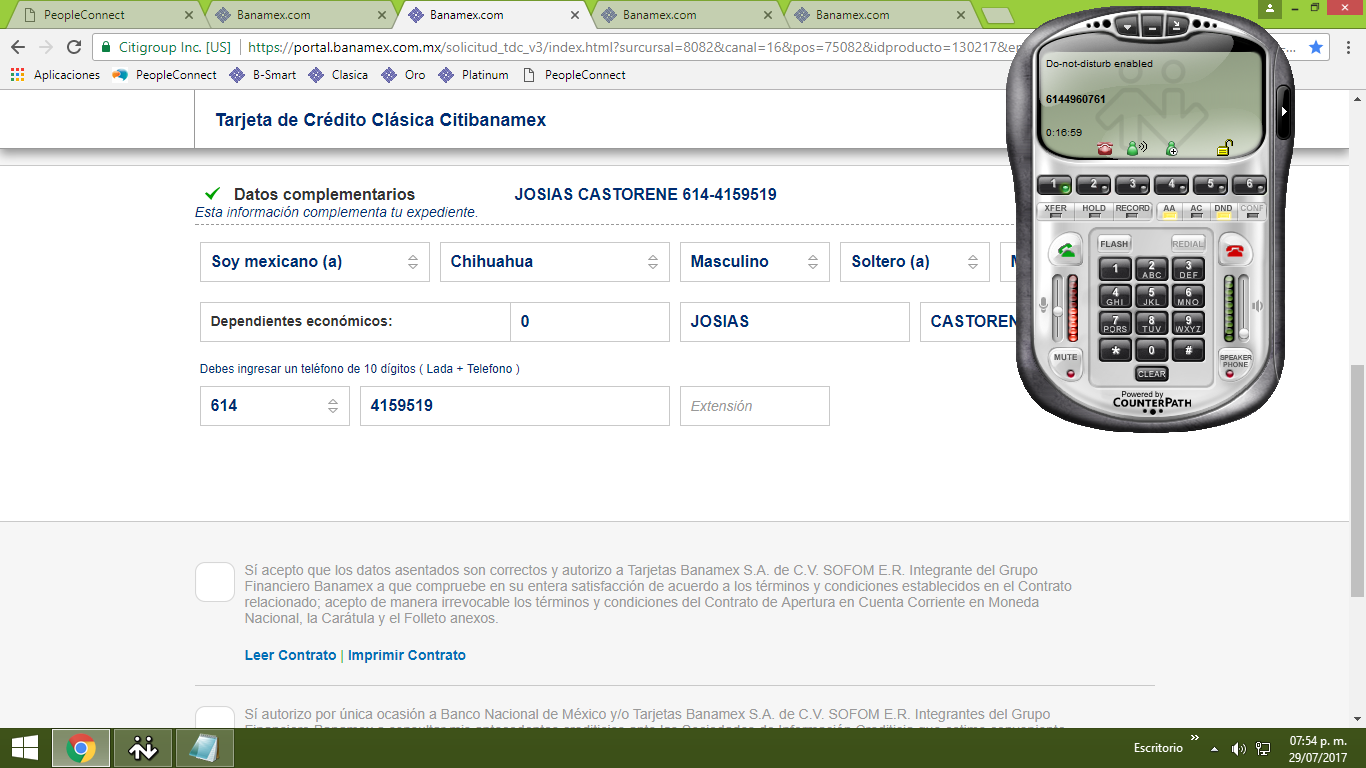 PeopleConnect
Banamex.com
Banamex.com
Banamex.com
Banamex.com
Citigroup Inc. [US]
https://portal.banamex.com.mx/solicitud_tdc_v3/index.html?sursursal=8082&canal=16&pos=75082&idproducto=130217&
Aplicaciones
PeopleConnect
B-Smart
Clasica
Oro
Platinum
PeopleConnect
Tarjeta de Crédito Clásica Citibanamex
Datos complementarios
JOSIAS CASTORENE 614-4159519
Esta información complementa tu expediente.
Soy mexicano (a)
Chihuahua
Masculino
Soltero (a)
Dependientes económicos:
0
JOSIAS
CASTOREN
Debes ingresar un teléfono de 10 dígitos ( Lada + Telefono )
614
4159519
Extensión
Sí acepto que los datos asentados son correctos y autorizo a Tarjetas Banamex S.A. de C.V. SOFOM E.R. Integrante del Grupo
Financiero Banamex a que compruebe en su entera satisfacción de acuerdo a los términos y condiciones establecidos en el Contrato
relacionado; acepto de manera irrevocable los términos y condiciones del Contrato de Apertura en Cuenta Corriente en Moneda
Nacional, la Carátula y el Folleto anexos.
Leer Contrato | Imprimir Contrato
Sí autorizo por única ocasión a Banco Nacional de México y/o Tarjetas Banamex S.A. de C.V. SOFOM E.R. Integrantes del Grupo
Do-not-disturb enabled
6144960761
0:16:59
1 2 3 4 5 6
XFER HOLD RECORD AA AC DND CONF
FLASH REDIAL
1 2 ABC 3 DEF
4 GHI 5 JKL 6 MNO
7 PQRS 8 TUV 9 WXYZ
* 0 #
CLEAR
MUTE
SPEAKER PHONE
Powered by
COUNTERPATH
Escritorio
07:54 p. m.
29/07/2017